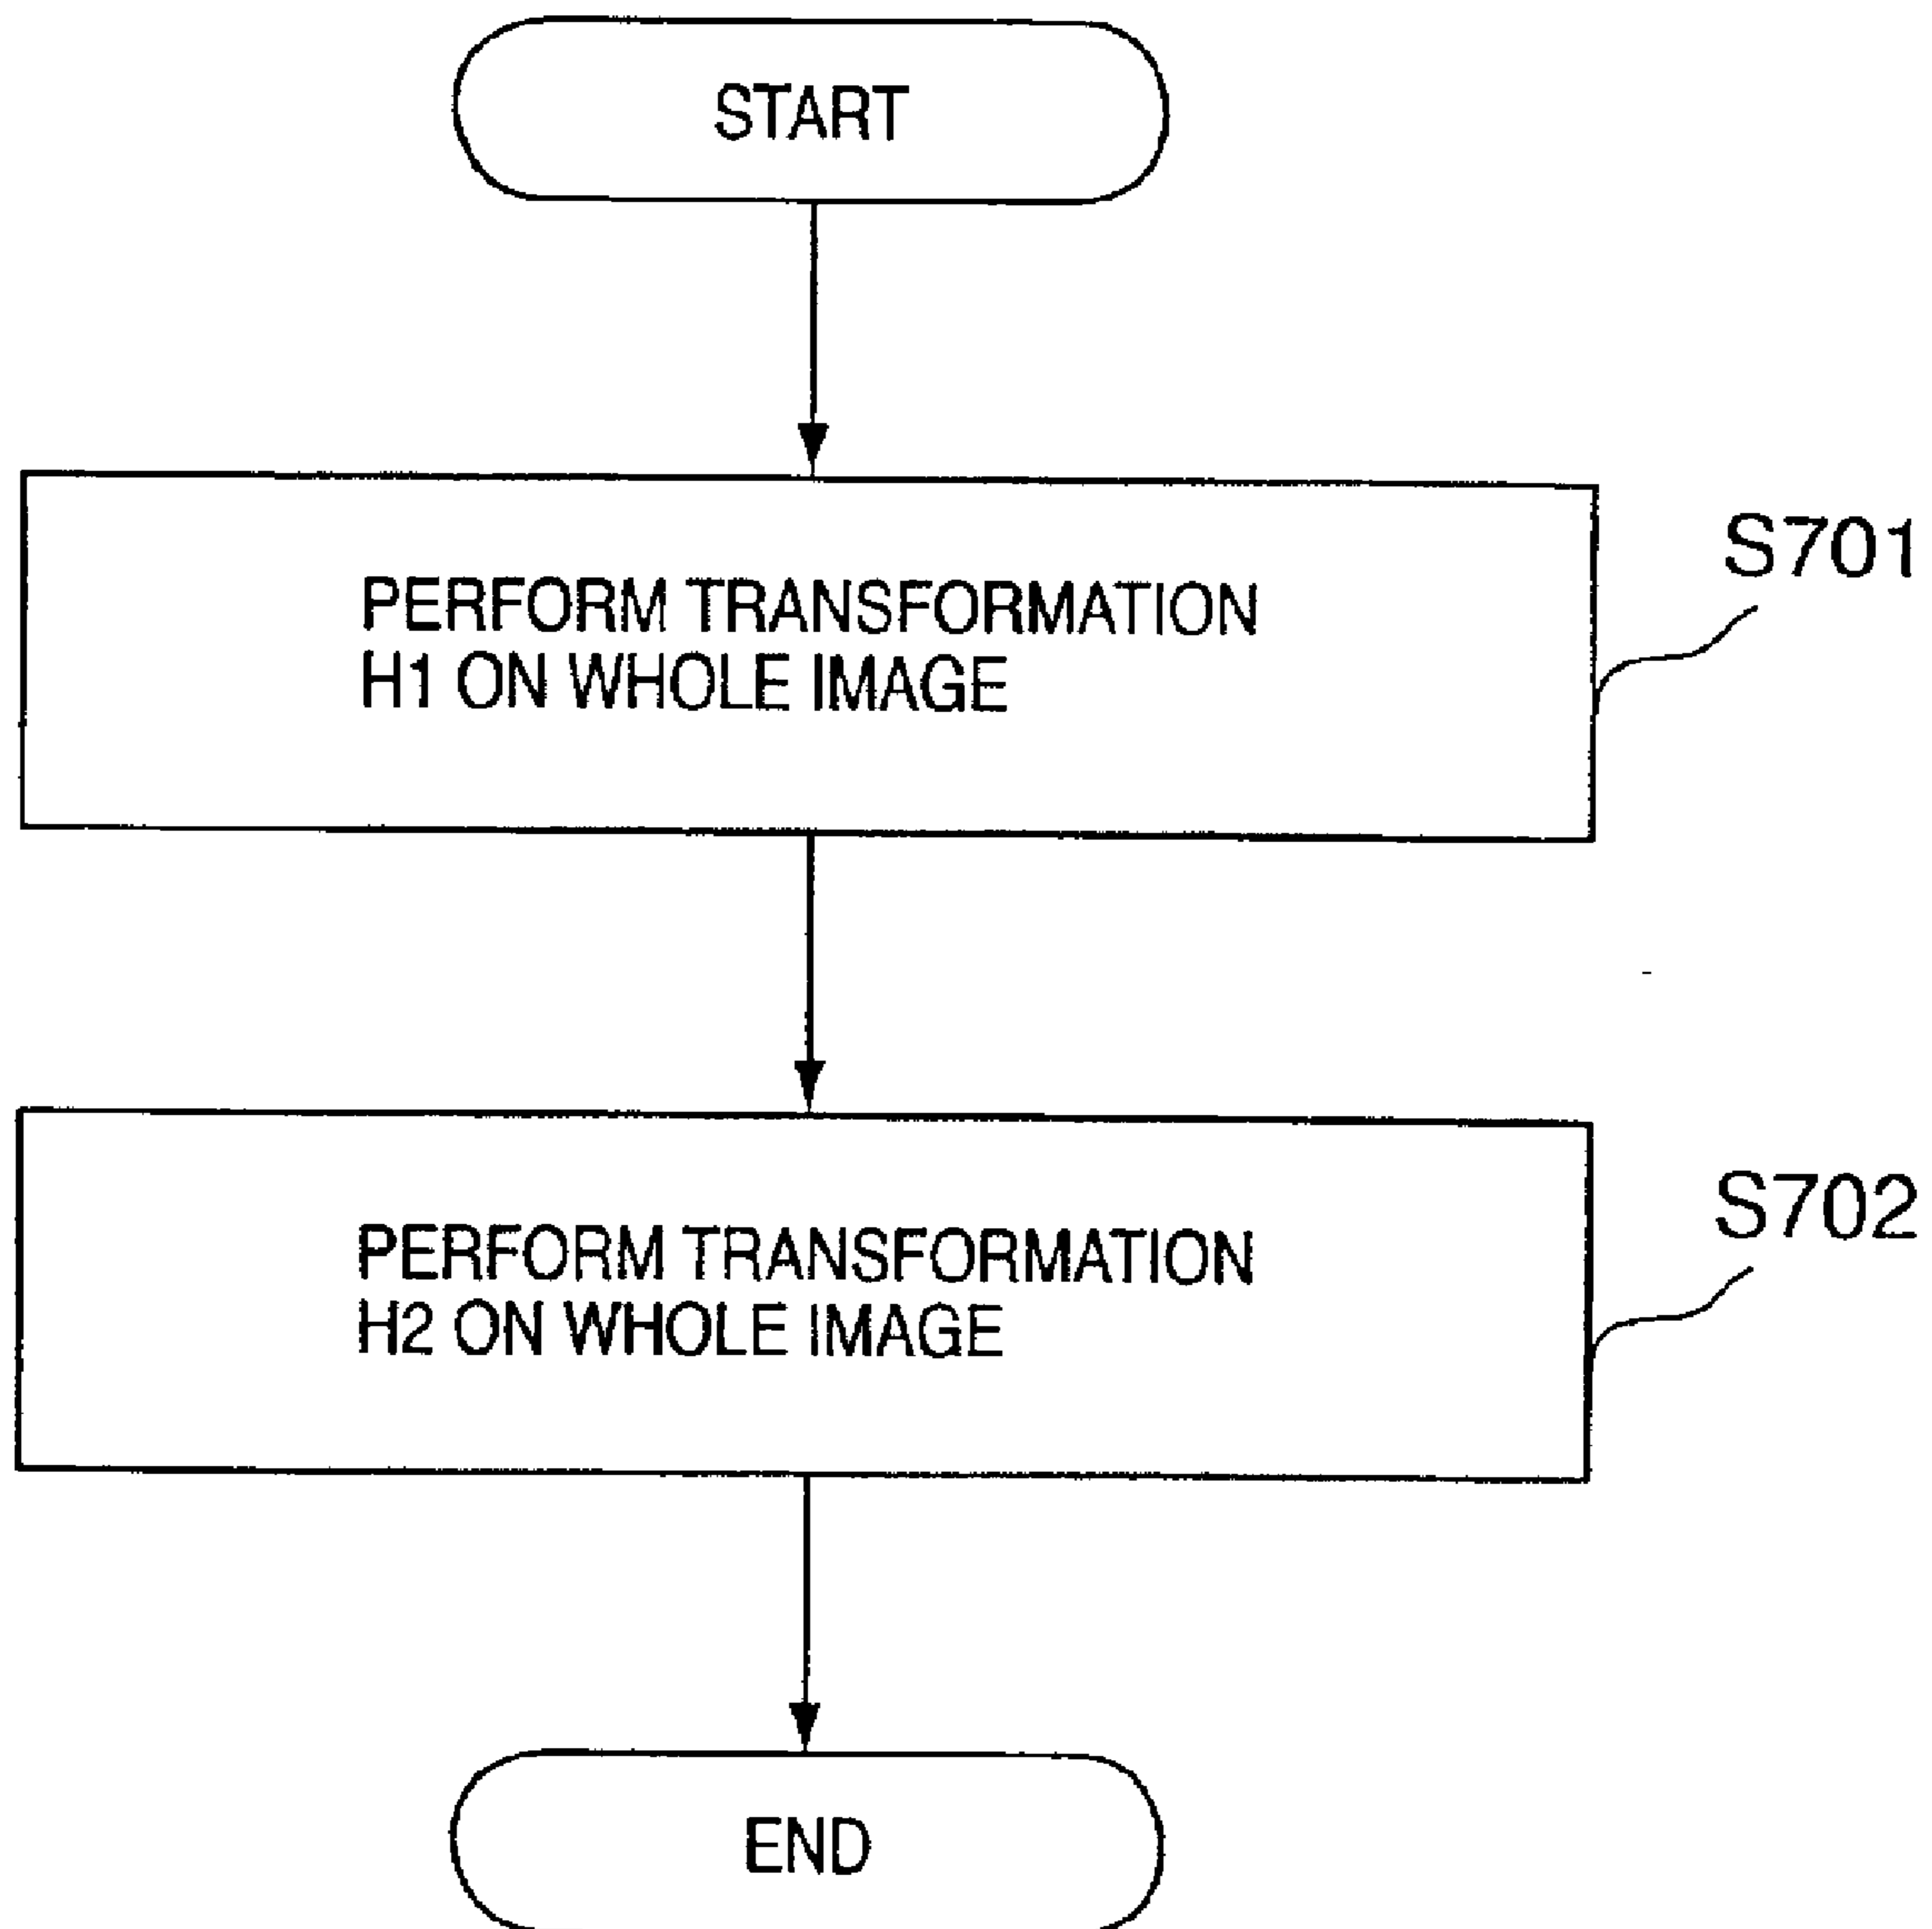 START
PERFORM TRANSFORMATION
H1 ON WHOLE IMAGE
S701
PERFORM TRANSFORMATION
H2 ON WHOLE IMAGE
S702
END